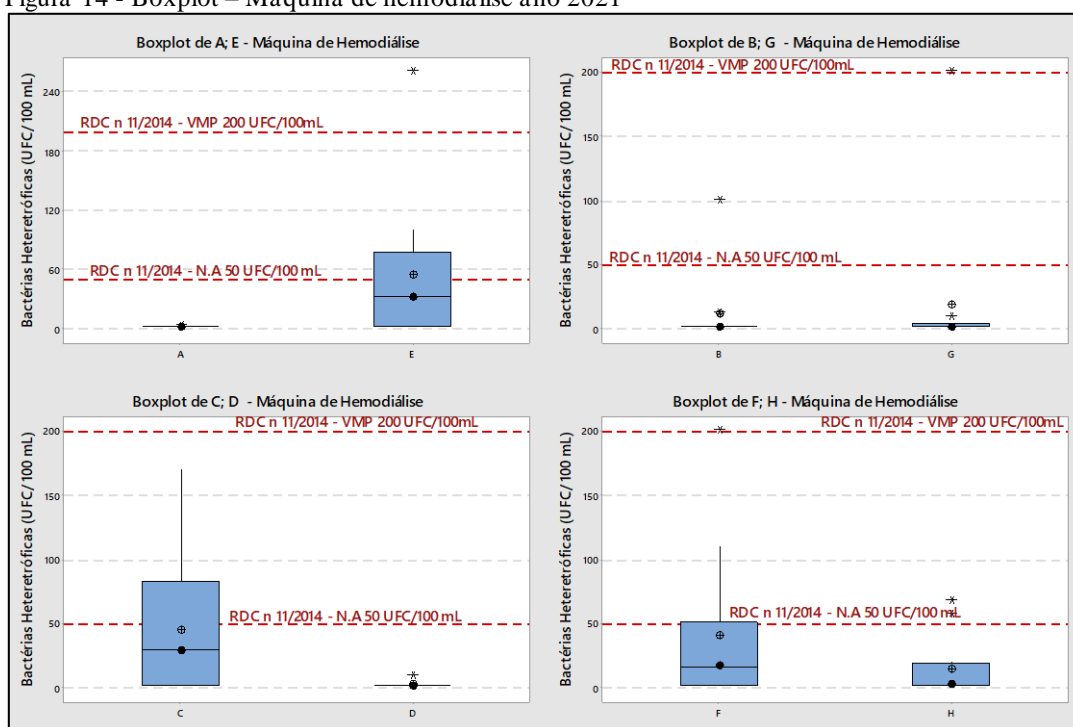 Figura 14 - Boxplot – Máquina de hemodiálise ano 2021
Boxplot de A; E - Máquina de Hemodiálise
Bactérias Heteretróficas (UFC/ 100 mL)
240
180
120
60
0
RDC n 11/2014 - VMP 200 UFC/100mL
RDC n 11/2014 - N.A 50 UFC/100 mL
A
E
Boxplot de B; G - Máquina de Hemodiálise
Bactérias Heteretróficas (UFC/ 100 mL)
200
150
100
50
0
RDC n 11/2014 - VMP 200 UFC/100mL
RDC n 11/2014 - N.A 50 UFC/100 mL
B
G
Boxplot de C; D - Máquina de Hemodiálise
Bactérias Heteretróficas (UFC/ 100 mL)
200
150
100
50
0
RDC n 11/2014 - VMP 200 UFC/100mL
RDC n 11/2014 - N.A 50 UFC/100 mL
C
D
Boxplot de F; H - Máquina de Hemodiálise
Bactérias Heteretróficas (UFC/ 100 mL)
200
150
100
50
0
RDC n 11/2014 - VMP 200 UFC/100mL
RDC n 11/2014 - N.A 50 UFC/100 mL
F
H